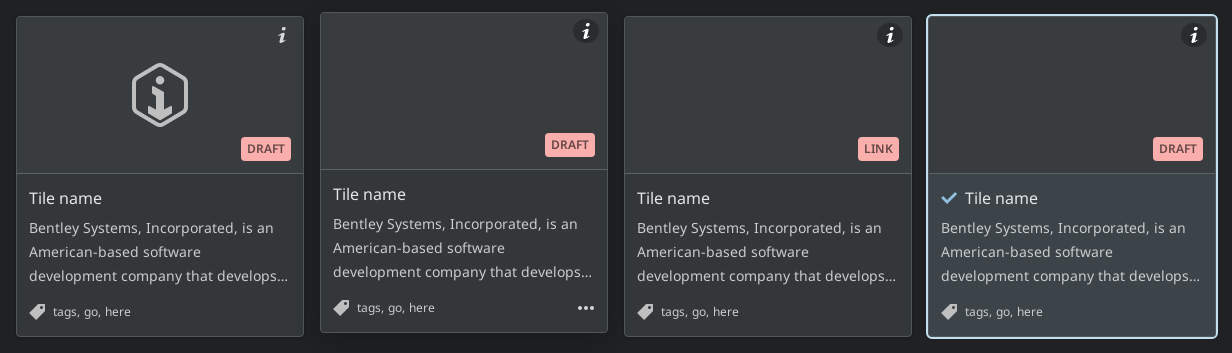 DRAFT
Tile name
Bentley Systems, Incorporated, is an
American-based software
development company that develops...
tags, go, here
DRAFT
Tile name
Bentley Systems, Incorporated, is an
American-based software
development company that develops...
tags, go, here
LINK
Tile name
Bentley Systems, Incorporated, is an
American-based software
development company that develops...
tags, go, here
DRAFT
Tile name
Bentley Systems, Incorporated, is an
American-based software
development company that develops...
tags, go, here